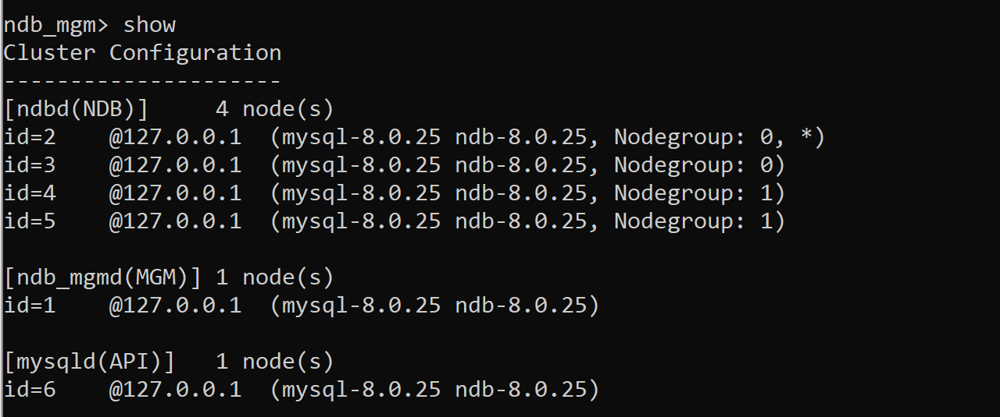 ndb_mgm> show
Cluster Configuration
---------------------
[ndbd(NDB)]     4 node(s)
id=2    @127.0.0.1  (mysql-8.0.25 ndb-8.0.25, Nodegroup: 0, *)
id=3    @127.0.0.1  (mysql-8.0.25 ndb-8.0.25, Nodegroup: 0)
id=4    @127.0.0.1  (mysql-8.0.25 ndb-8.0.25, Nodegroup: 1)
id=5    @127.0.0.1  (mysql-8.0.25 ndb-8.0.25, Nodegroup: 1)

[ndb_mgmd(MGM)] 1 node(s)
id=1    @127.0.0.1  (mysql-8.0.25 ndb-8.0.25)

[mysqld(API)]   1 node(s)
id=6    @127.0.0.1  (mysql-8.0.25 ndb-8.0.25)